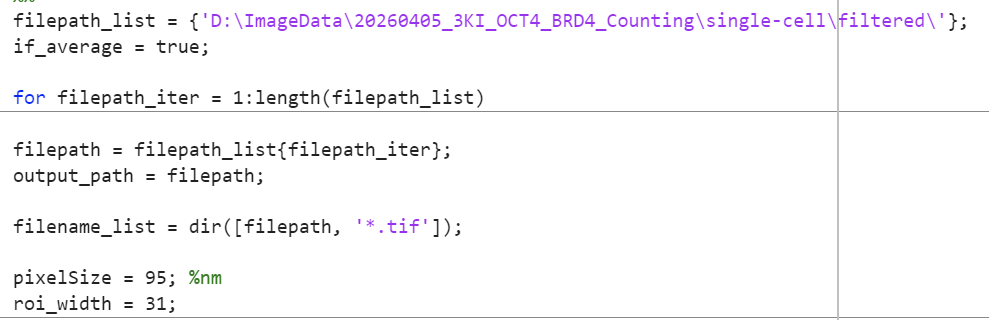 filepath_list = {'D:\ImageData\20260405_3KI_OCT4_BRD4_Counting\single-cell\filtered\'};
if_average = true;
for filepath_iter = 1:length(filepath_list)
filepath = filepath_list{filepath_iter};
output_path = filepath;
filename_list = dir([filepath, '*.tif']);
pixelSize = 95; %nm
roi_width = 31;